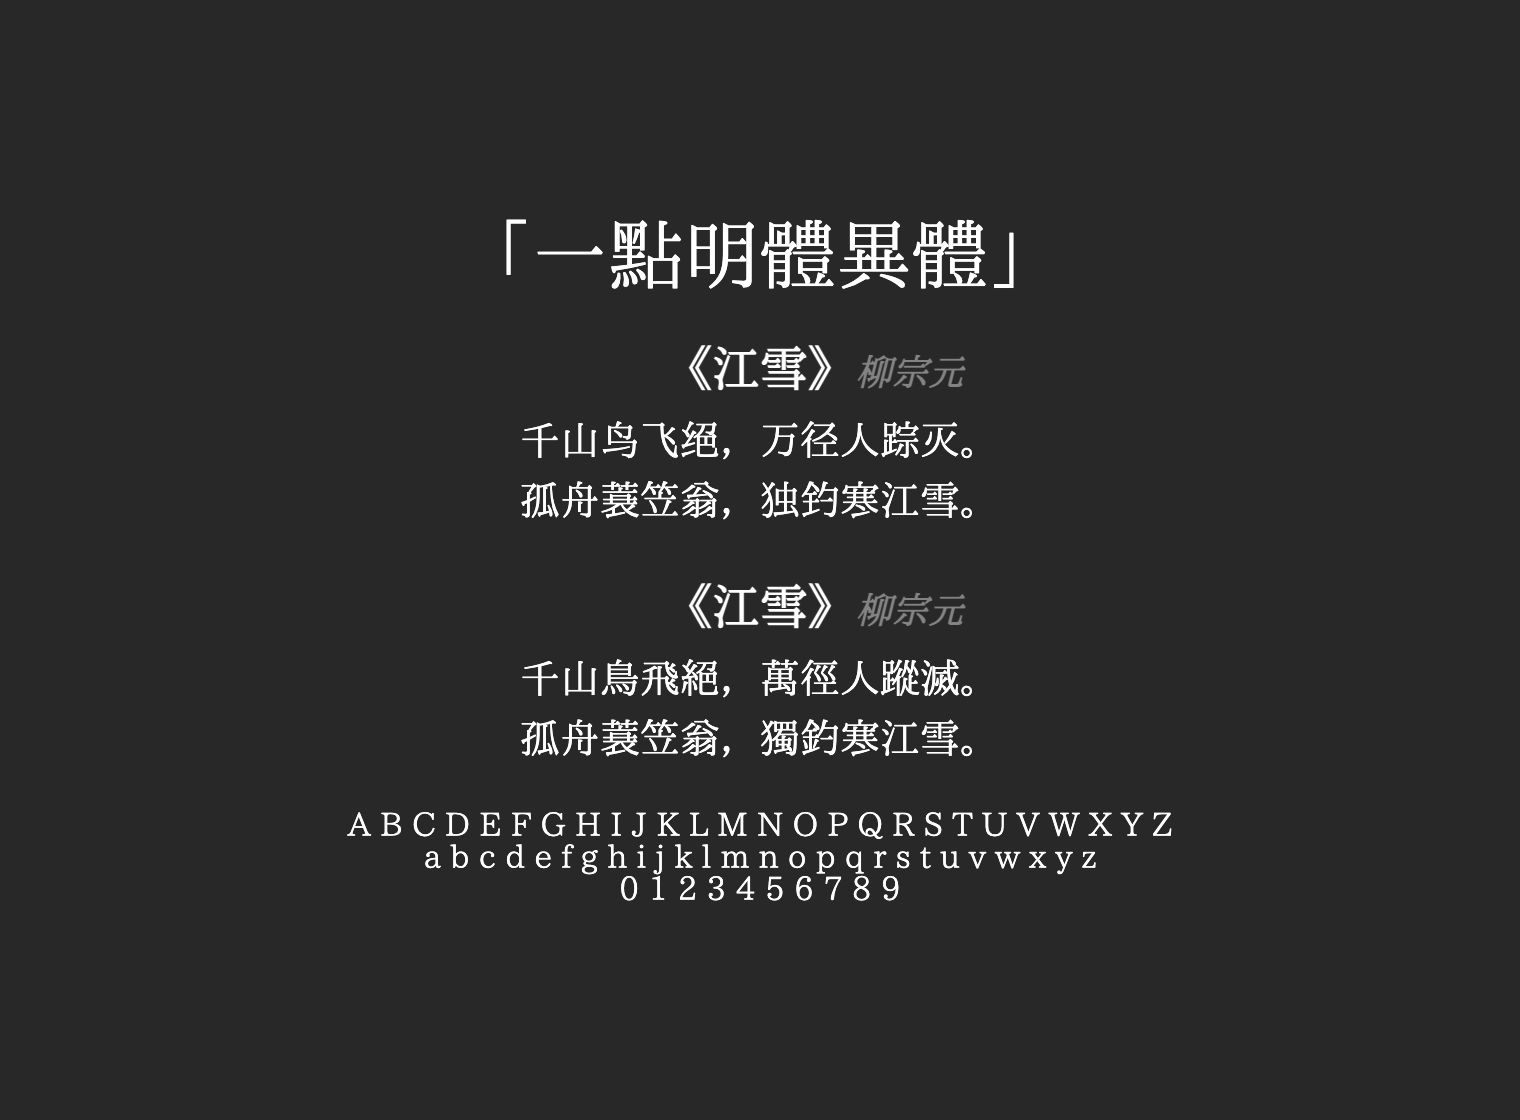 「一點明體異體」
《江雪》 柳宗元
千山鸟飞絕，万径人踪灭。
孤舟蓑笠翁，独釣寒江雪。
《江雪》 柳宗元
千山鳥飛絕，萬徑人蹤滅。
孤舟蓑笠翁，獨釣寒江雪。
A B C D E F G H I J K L M N O P Q R S T U V W X Y Z
a b c d e f g h i j k l m n o p q r s t u v w x y z
0 1 2 3 4 5 6 7 8 9